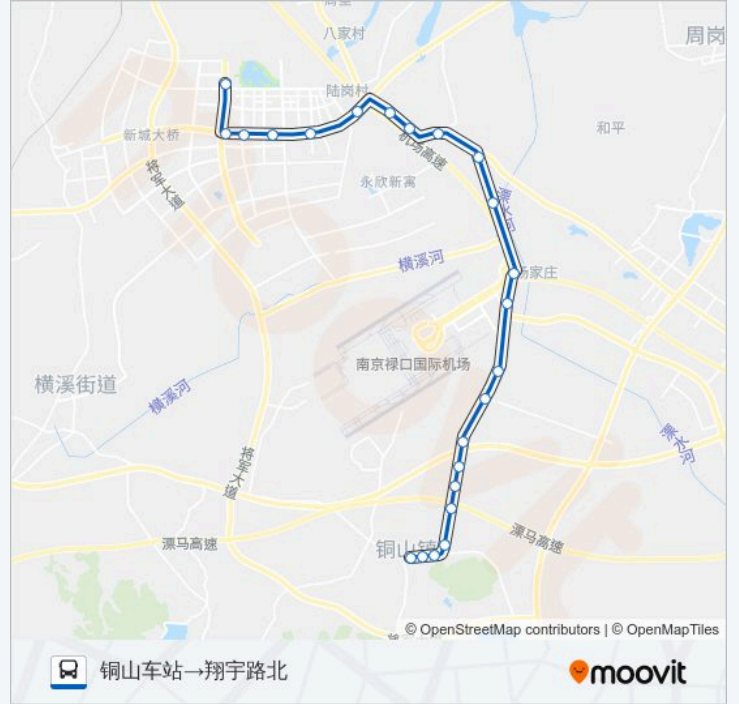 八家村
周岗
陆岗村
新城大桥
机场高速
和平
将军大道
永欣新寓
溧水河
横溪河
杨家庄
南京禄口国际机场
横溪街道
横溪河
溧水河
将军大道
溧马高速
铜山镇
溧马高速
© OpenStreetMap contributors | © OpenMapTiles
铜山车站→翔宇路北
moovit